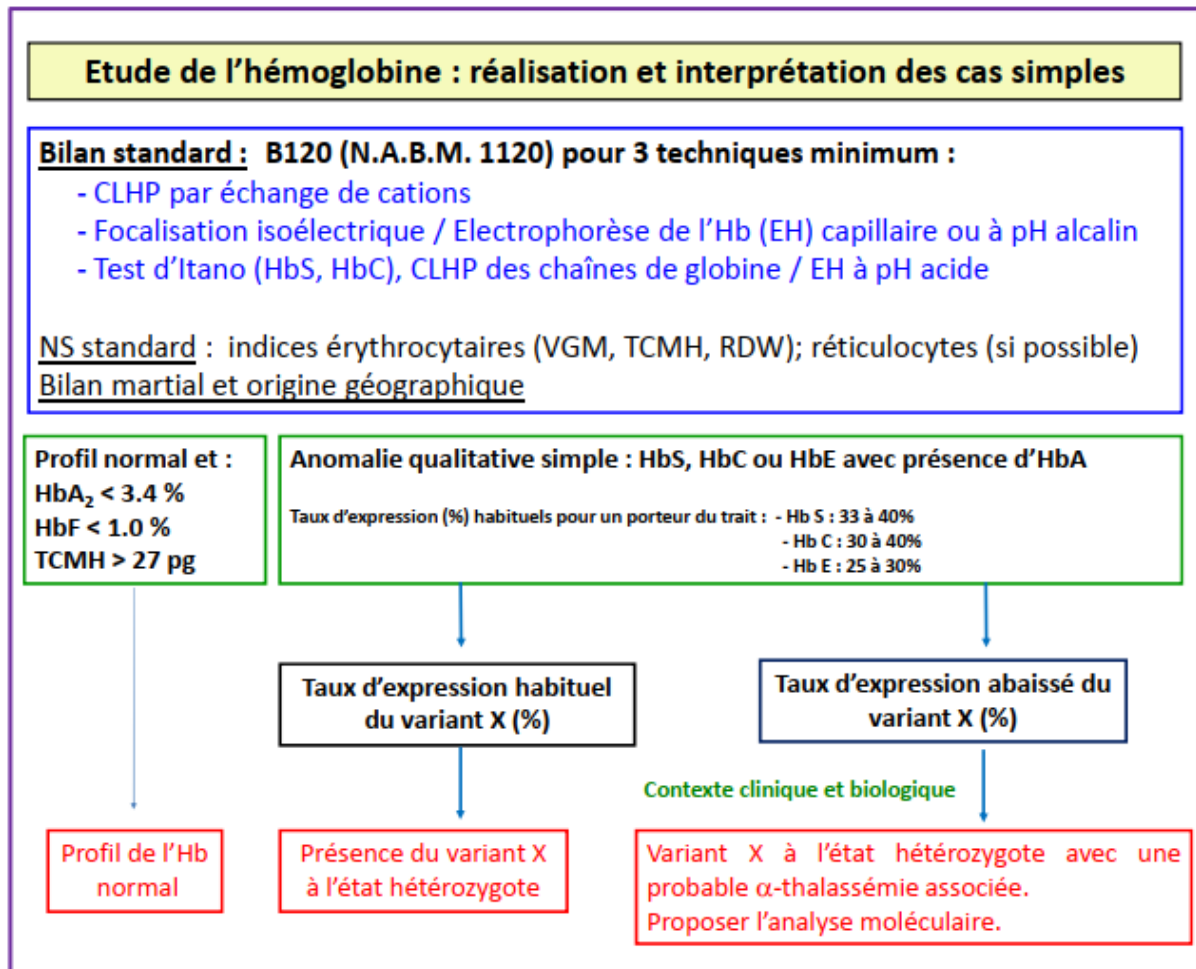 Etude de l’hémoglobine : réalisation et interprétation des cas simples
Bilan standard : B120 (N.A.B.M. 1120) pour 3 techniques minimum :
- CLHP par échange de cations
- Focalisation isoélectrique / Electrophorèse de l’Hb (EH) capillaire ou à pH alcalin
- Test d’Itano (HbS, HbC), CLHP des chaînes de globine / EH à pH acide
NS standard : indices érythrocytaires (VGM, TCMH, RDW); réticulocytes (si possible)
Bilan martial et origine géographique
Profil normal et :
HbA₂ < 3.4 %
HbF < 1.0 %
TCMH > 27 pg
Anomalie qualitative simple : HbS, HbC ou HbE avec présence d’HbA
Taux d’expression (%) habituels pour un porteur du trait : - Hb S : 33 à 40%
- Hb C : 30 à 40%
- Hb E : 25 à 30%
Taux d’expression habituel
du variant X (%)
Taux d’expression abaissé du
variant X (%)
Contexte clinique et biologique
Profil de l’Hb
normal
Présence du variant X
à l’état hétérozygote
Variant X à l’état hétérozygote avec une
probable α-thalassémie associée.
Proposer l’analyse moléculaire.